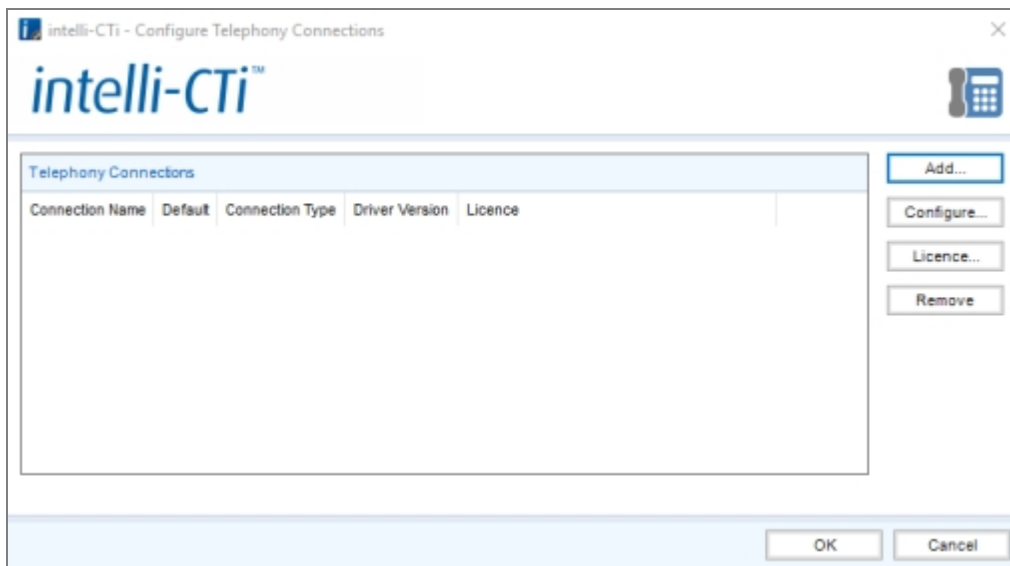 intelli-CTi - Configure Telephony Connections
intelli-CTi™
Telephony Connections
Add...
Connection Name Default Connection Type Driver Version Licence
Configure...
Licence...
Remove
OK Cancel